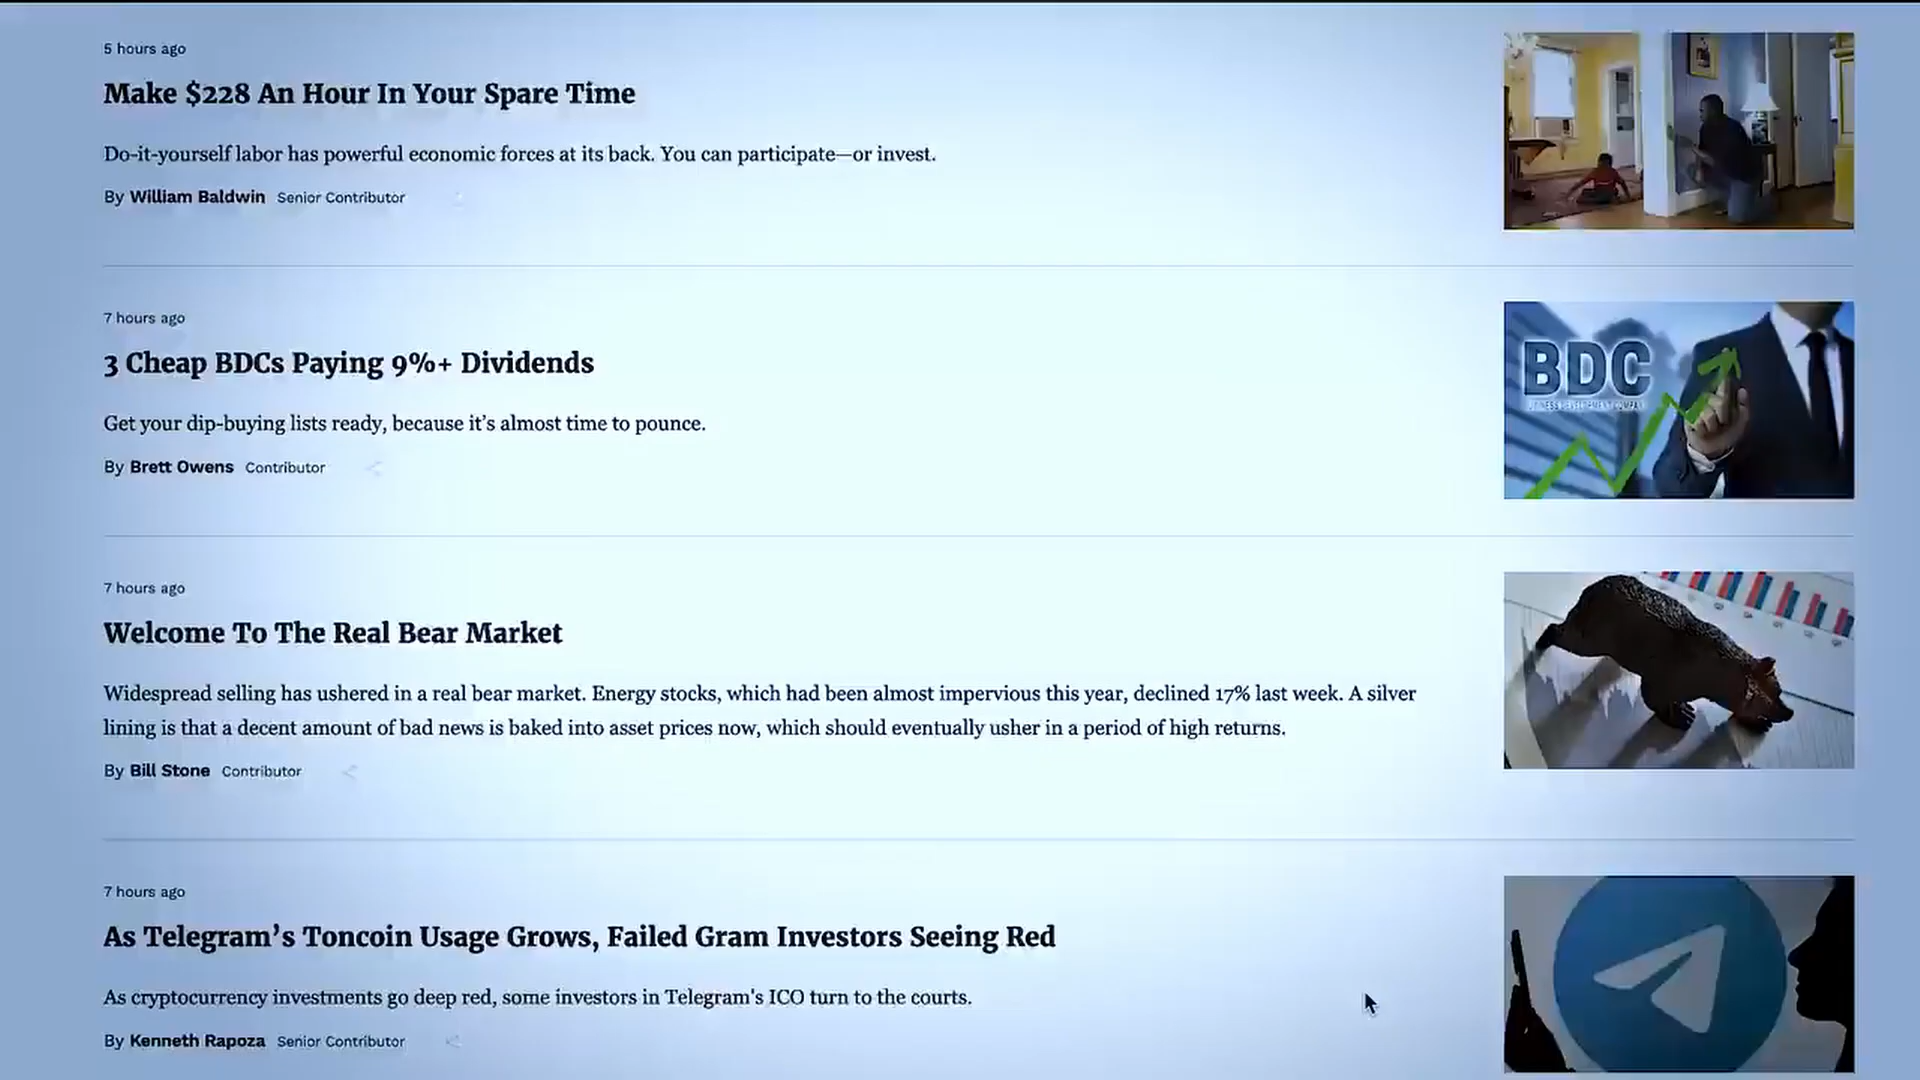 5 hours ago
Make $228 An Hour In Your Spare Time
Do-it-yourself labor has powerful economic forces at its back. You can participate—or invest.
By William Baldwin Senior Contributor
7 hours ago
3 Cheap BDCs Paying 9%+ Dividends
Get your dip-buying lists ready, because it’s almost time to pounce.
By Brett Owens Contributor
BDC
BUSINESS DEVELOPMENT COMPANY
7 hours ago
Welcome To The Real Bear Market
Widespread selling has ushered in a real bear market. Energy stocks, which had been almost impervious this year, declined 17% last week. A silver
lining is that a decent amount of bad news is baked into asset prices now, which should eventually usher in a period of high returns.
By Bill Stone Contributor
7 hours ago
As Telegram’s Toncoin Usage Grows, Failed Gram Investors Seeing Red
As cryptocurrency investments go deep red, some investors in Telegram's ICO turn to the courts.
By Kenneth Rapoza Senior Contributor